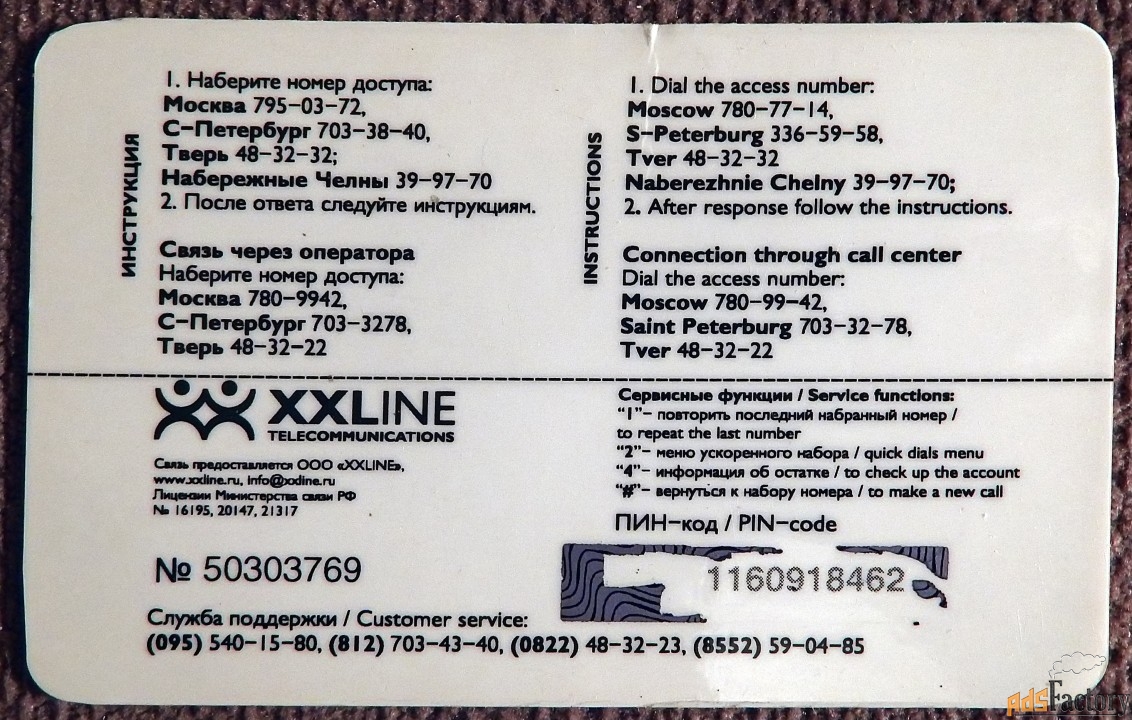 ИНСТРУКЦИЯ
1. Наберите номер доступа:
Москва 795-03-72,
С-Петербург 703-38-40,
Тверь 48-32-32;
Набережные Челны 39-97-70
2. После ответа следуйте инструкциям.
Связь через оператора
Наберите номер доступа:
Москва 780-9942,
С-Петербург 703-3278,
Тверь 48-32-22
INSTRUCTIONS
1. Dial the access number:
Moscow 780-77-14,
S-Peterburg 336-59-58,
Tver 48-32-32
Naberezhnie Chelny 39-97-70;
2. After response follow the instructions.
Connection through call center
Dial the access number:
Moscow 780-99-42,
Saint Peterburg 703-32-78,
Tver 48-32-22
XXLINE
TELECOMMUNICATIONS
Связь предоставляется ООО «XXLINE»,
www.xxline.ru, info@xxline.ru
Лицензии Министерства связи РФ
№ 16195, 20147, 21317
№ 50303769
Сервисные функции / Service functions:
"1"- повторить последний набранный номер /
to repeat the last number
"2"- меню ускоренного набора / quick dials menu
"4"- информация об остатке / to check up the account
"#"- вернуться к набору номера / to make a new call
ПИН-код / PIN-code
1160918462
Служба поддержки / Customer service:
(095) 540-15-80, (812) 703-43-40, (0822) 48-32-23, (8552) 59-04-85
AdsFactory